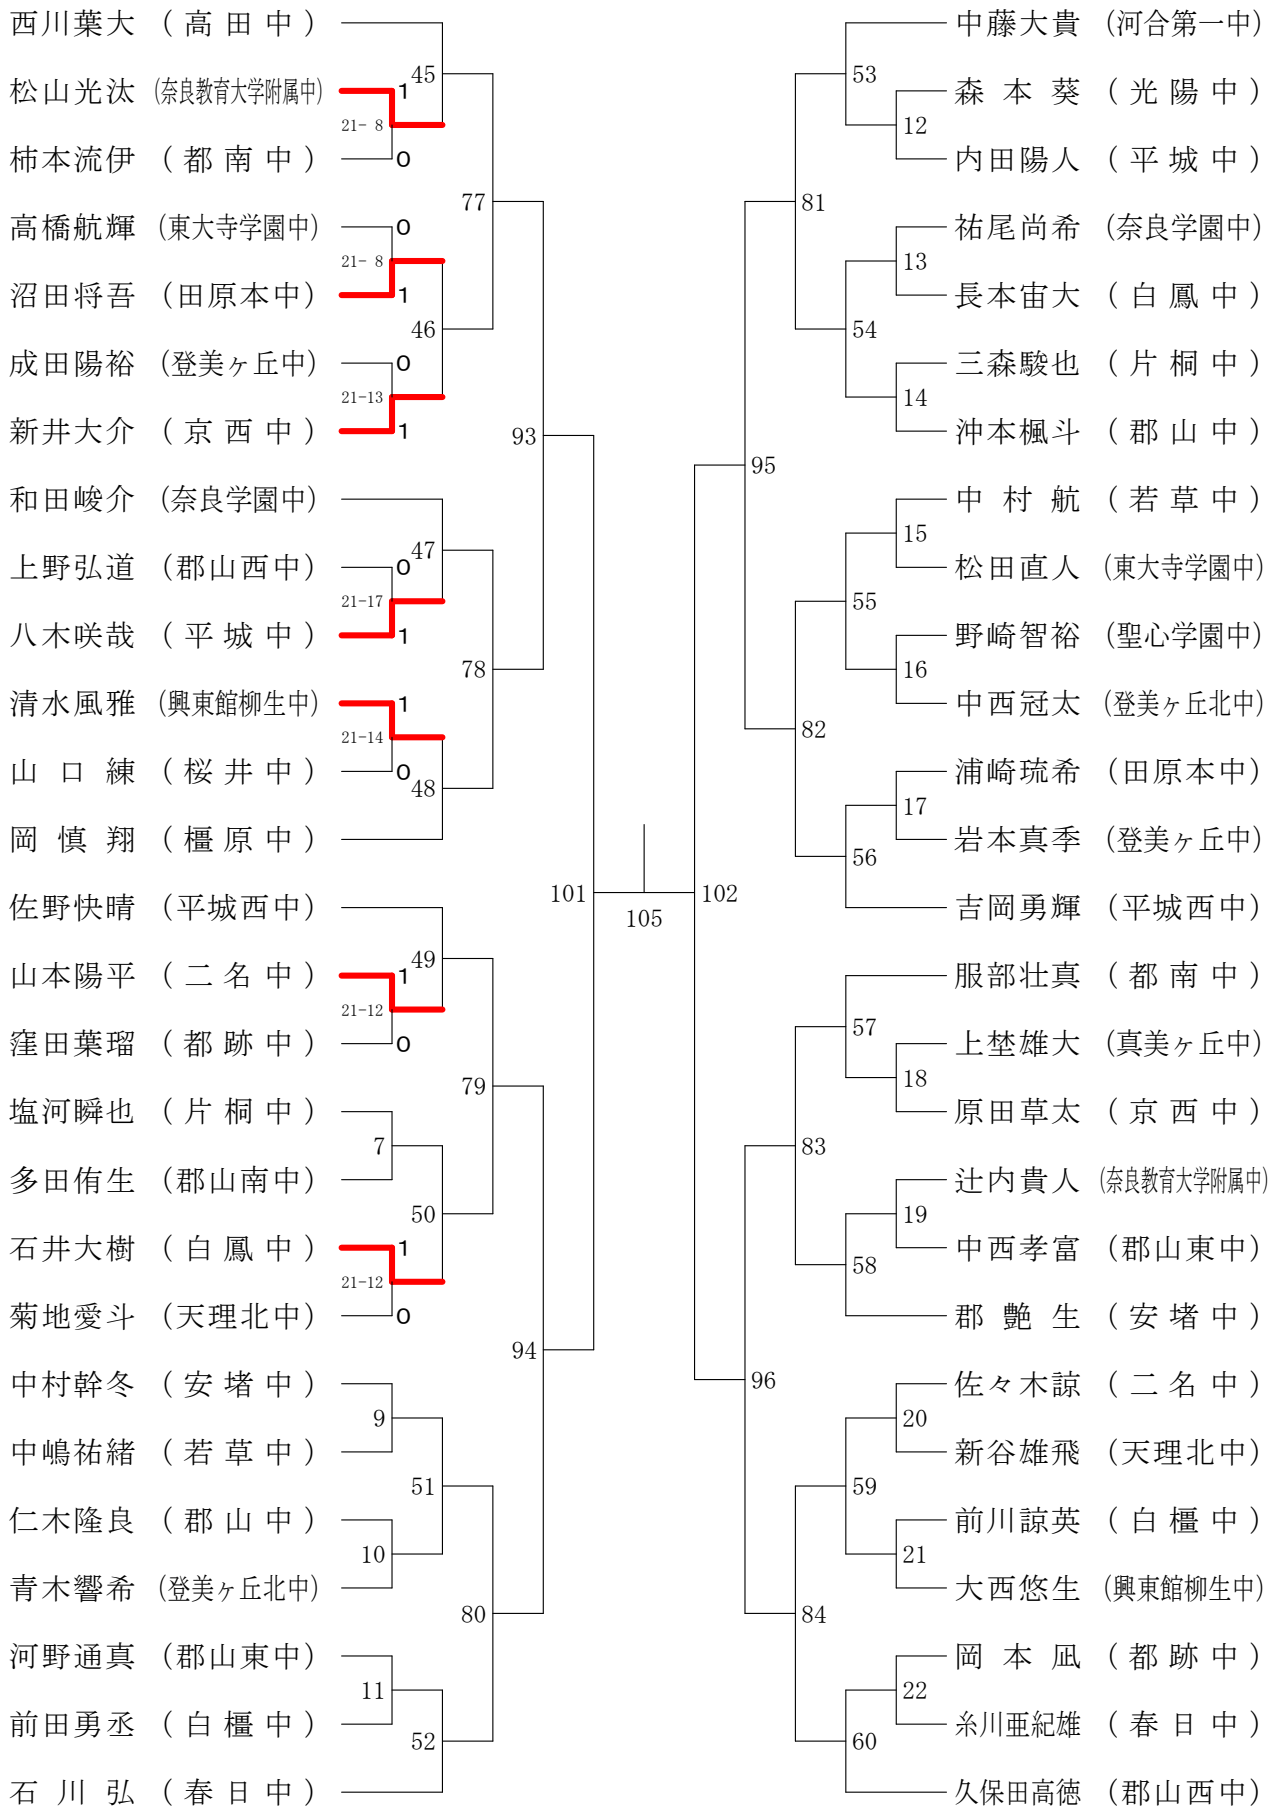 西川葉大 (高田中)
45
松山光汰 (奈良教育大学附属中) 1
21- 8
柿本流伊 (都南中) 0
77
高橋航輝 (東大寺学園中) 0
21- 8
沼田将吾 (田原本中) 1
46
成田陽裕 (登美ヶ丘中) 0
21-13
新井大介 (京西中) 1
93
和田峻介 (奈良学園中)
47
上野弘道 (郡山西中) 0
21-17
八木咲哉 (平城中) 1
78
清水風雅 (興東館柳生中) 1
21-14
山口練 (桜井中) 0
48
岡慎翔 (橿原中)
101
佐野快晴 (平城西中)
49
山本陽平 (二名中) 1
21-12
窪田葉瑠 (都跡中) 0
79
塩河瞬也 (片桐中)
7
多田侑生 (郡山南中)
50
石井大樹 (白鳳中) 1
21-12
菊地愛斗 (天理北中) 0
94
中村幹冬 (安堵中)
9
中嶋祐緒 (若草中)
51
仁木隆良 (郡山中)
10
青木響希 (登美ヶ丘北中)
80
河野通真 (郡山東中)
11
前田勇丞 (白橿中)
52
石川弘 (春日中)
105
中藤大貴 (河合第一中)
53
森本葵 (光陽中)
12
内田陽人 (平城中)
81
祐尾尚希 (奈良学園中)
13
長本宙大 (白鳳中)
54
三森駿也 (片桐中)
14
沖本楓斗 (郡山中)
95
中村航 (若草中)
15
松田直人 (東大寺学園中)
55
野崎智裕 (聖心学園中)
16
中西冠太 (登美ヶ丘北中)
82
浦崎琉希 (田原本中)
17
岩本真季 (登美ヶ丘中)
56
吉岡勇輝 (平城西中)
102
服部壮真 (都南中)
57
上埜雄大 (真美ヶ丘中)
18
原田草太 (京西中)
83
辻内貴人 (奈良教育大学附属中)
19
中西孝富 (郡山東中)
58
郡艶生 (安堵中)
96
佐々木諒 (二名中)
20
新谷雄飛 (天理北中)
59
前川諒英 (白橿中)
21
大西悠生 (興東館柳生中)
84
岡本凪 (都跡中)
22
糸川亜紀雄 (春日中)
60
久保田高徳 (郡山西中)